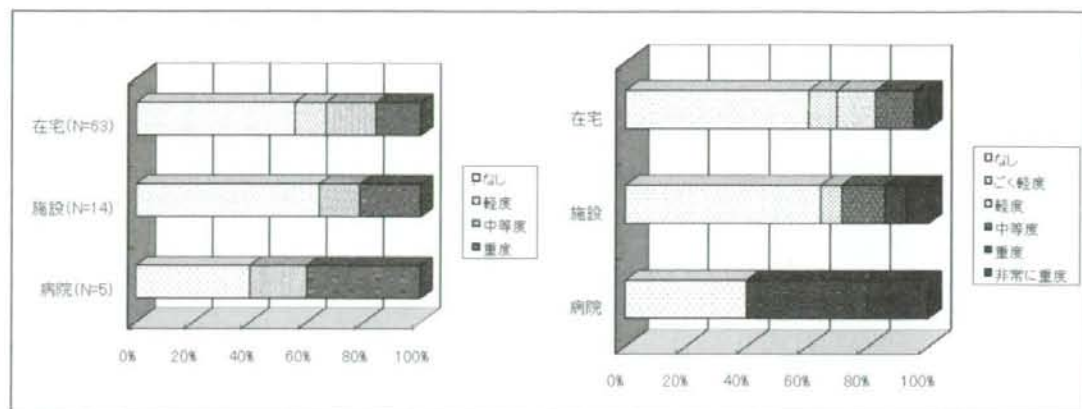 在宅(N=63)
施設(N=14)
病院(N=5)
0% 20% 40% 60% 80% 100%
なし
軽度
中等度
重度
在宅
施設
病院
0% 20% 40% 60% 80% 100%
なし
ごく軽度
軽度
中等度
重度
非常に重度